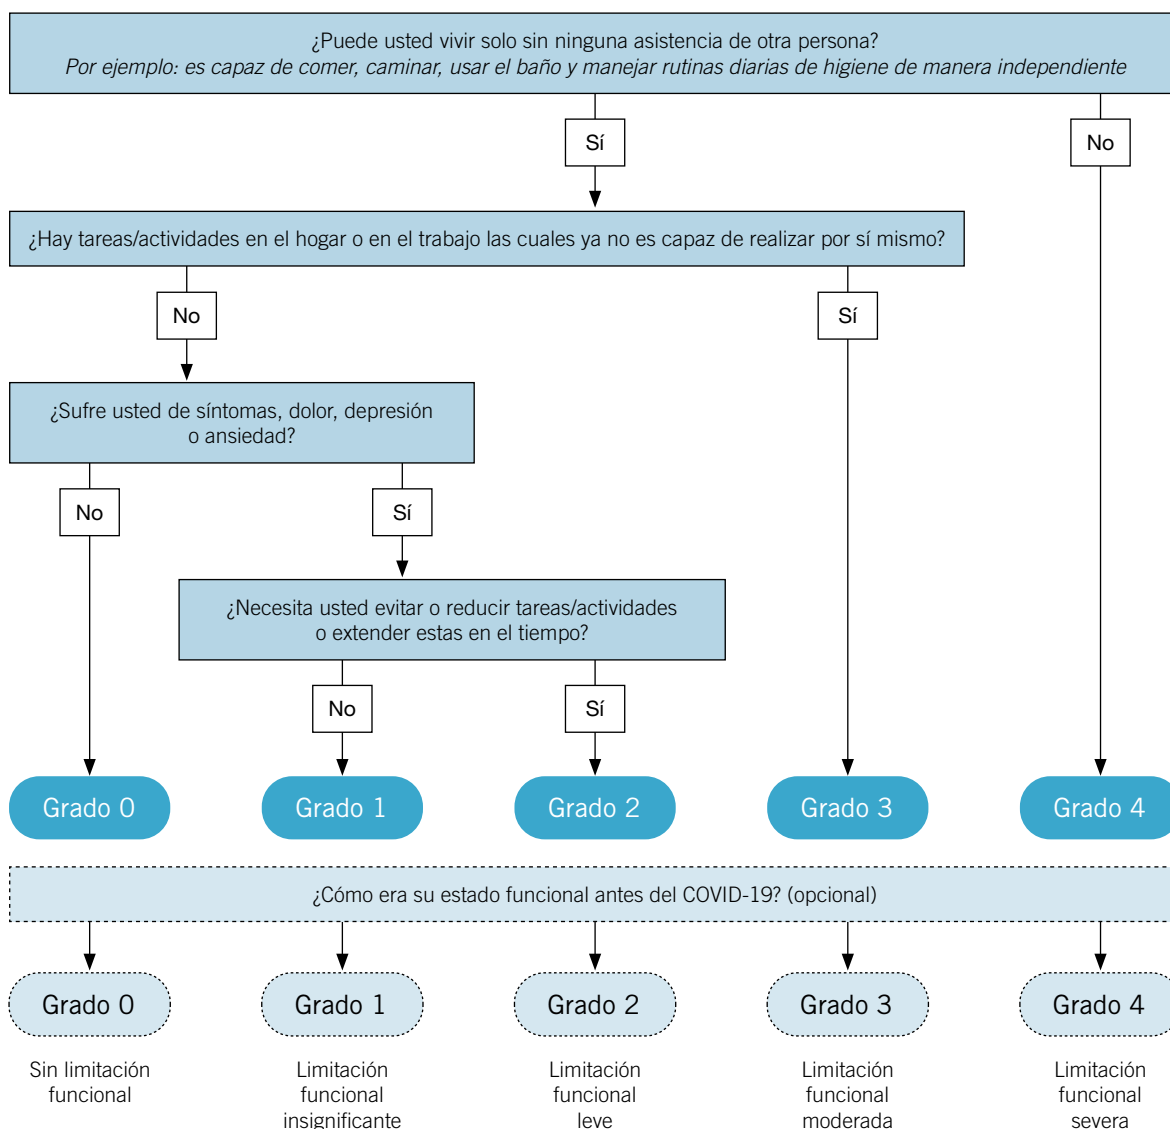 ¿Puede usted vivir solo sin ninguna asistencia de otra persona?
Por ejemplo: es capaz de comer, caminar, usar el baño y manejar rutinas diarias de higiene de manera independiente
Sí
No
¿Hay tareas/actividades en el hogar o en el trabajo las cuales ya no es capaz de realizar por sí mismo?
No
Sí
¿Sufre usted de síntomas, dolor, depresión
o ansiedad?
No
Sí
¿Necesita usted evitar o reducir tareas/actividades
o extender estas en el tiempo?
No
Sí
Grado 0
Grado 1
Grado 2
Grado 3
Grado 4
¿Cómo era su estado funcional antes del COVID-19? (opcional)
Grado 0
Grado 1
Grado 2
Grado 3
Grado 4
Sin limitación
funcional
Limitación
funcional
insignificante
Limitación
funcional
leve
Limitación
funcional
moderada
Limitación
funcional
severa